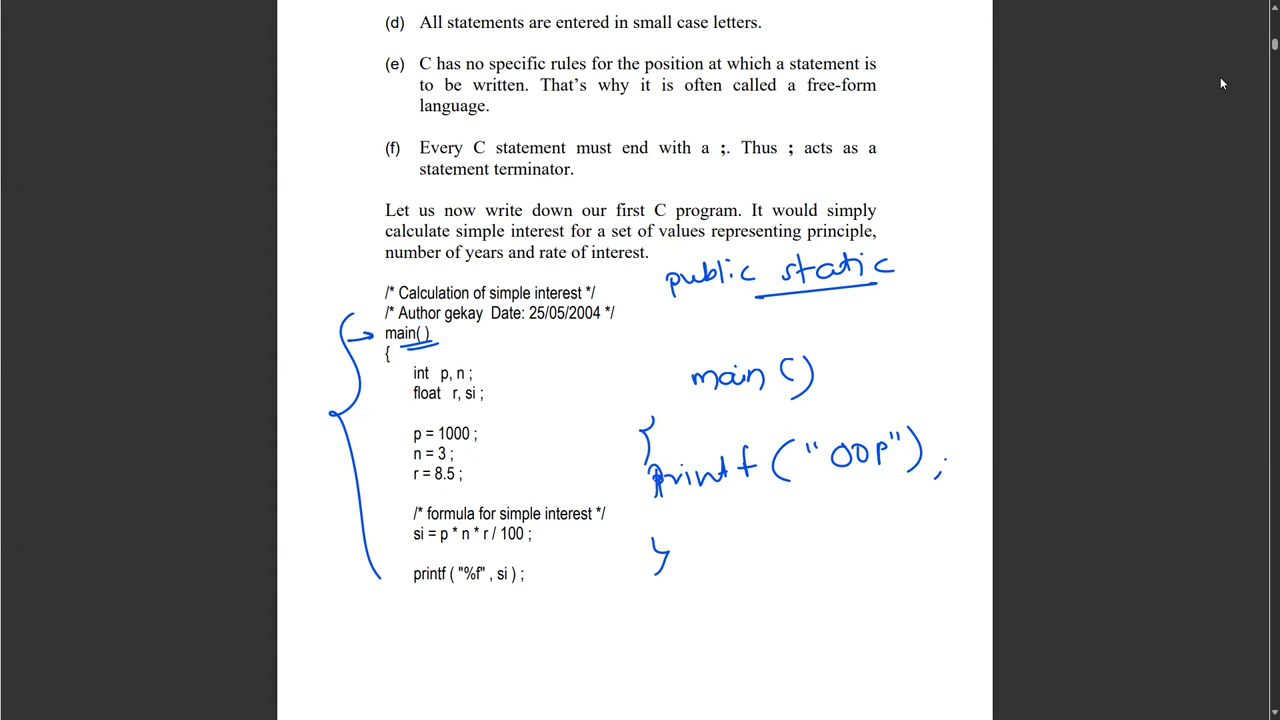 (d) All statements are entered in small case letters.
(e) C has no specific rules for the position at which a statement is
to be written. That's why it is often called a free-form
language.
(f) Every C statement must end with a ;. Thus ; acts as a
statement terminator.
Let us now write down our first C program. It would simply
calculate simple interest for a set of values representing principle,
number of years and rate of interest.
public static
/* Calculation of simple interest */
/* Author gekay Date: 25/05/2004 */
main( )
{
int p, n ;
float r, si ;
main ()
p = 1000 ;
{
n = 3 ;
printf ("OOP");
r = 8.5 ;
/* formula for simple interest */
si = p * n * r / 100 ;
}
printf ( "%f" , si ) ;